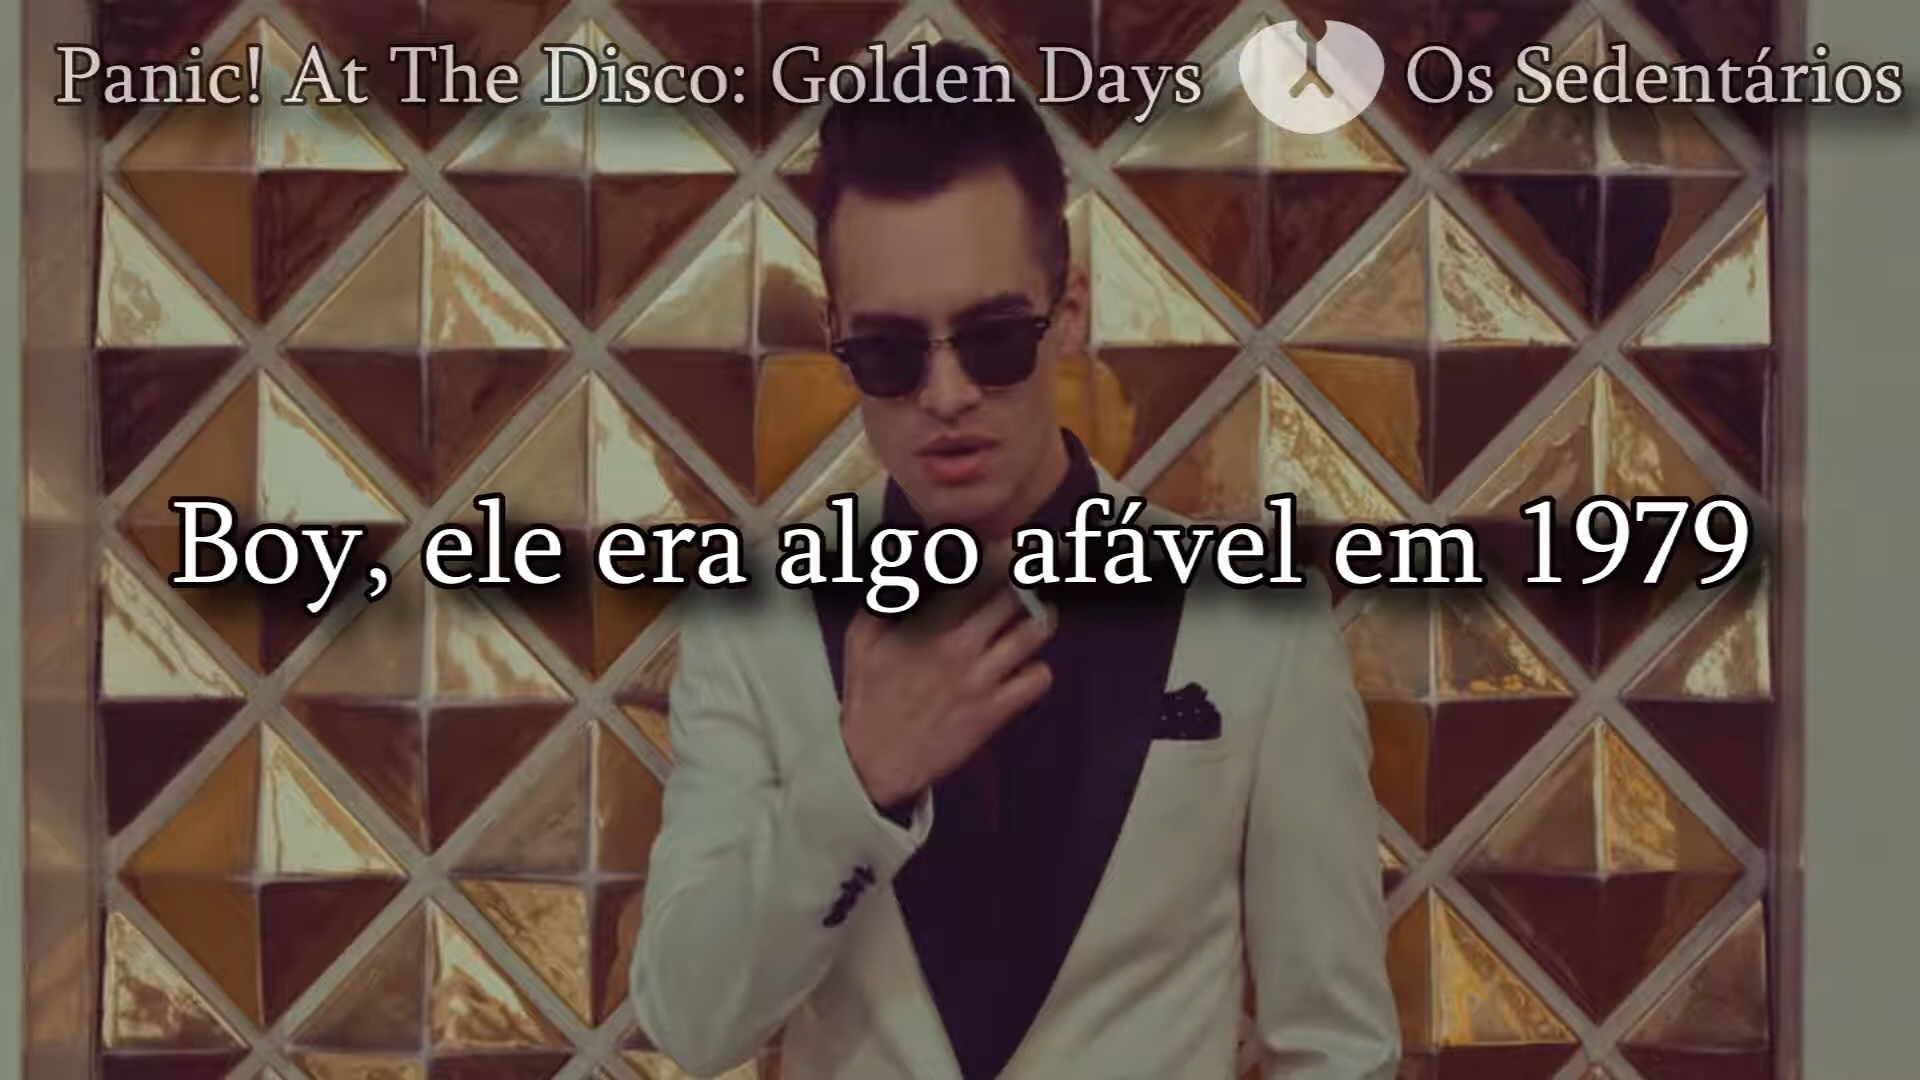 Panic! At The Disco: Golden Days Os Sedentários
Boy, ele era algo afável em 1979